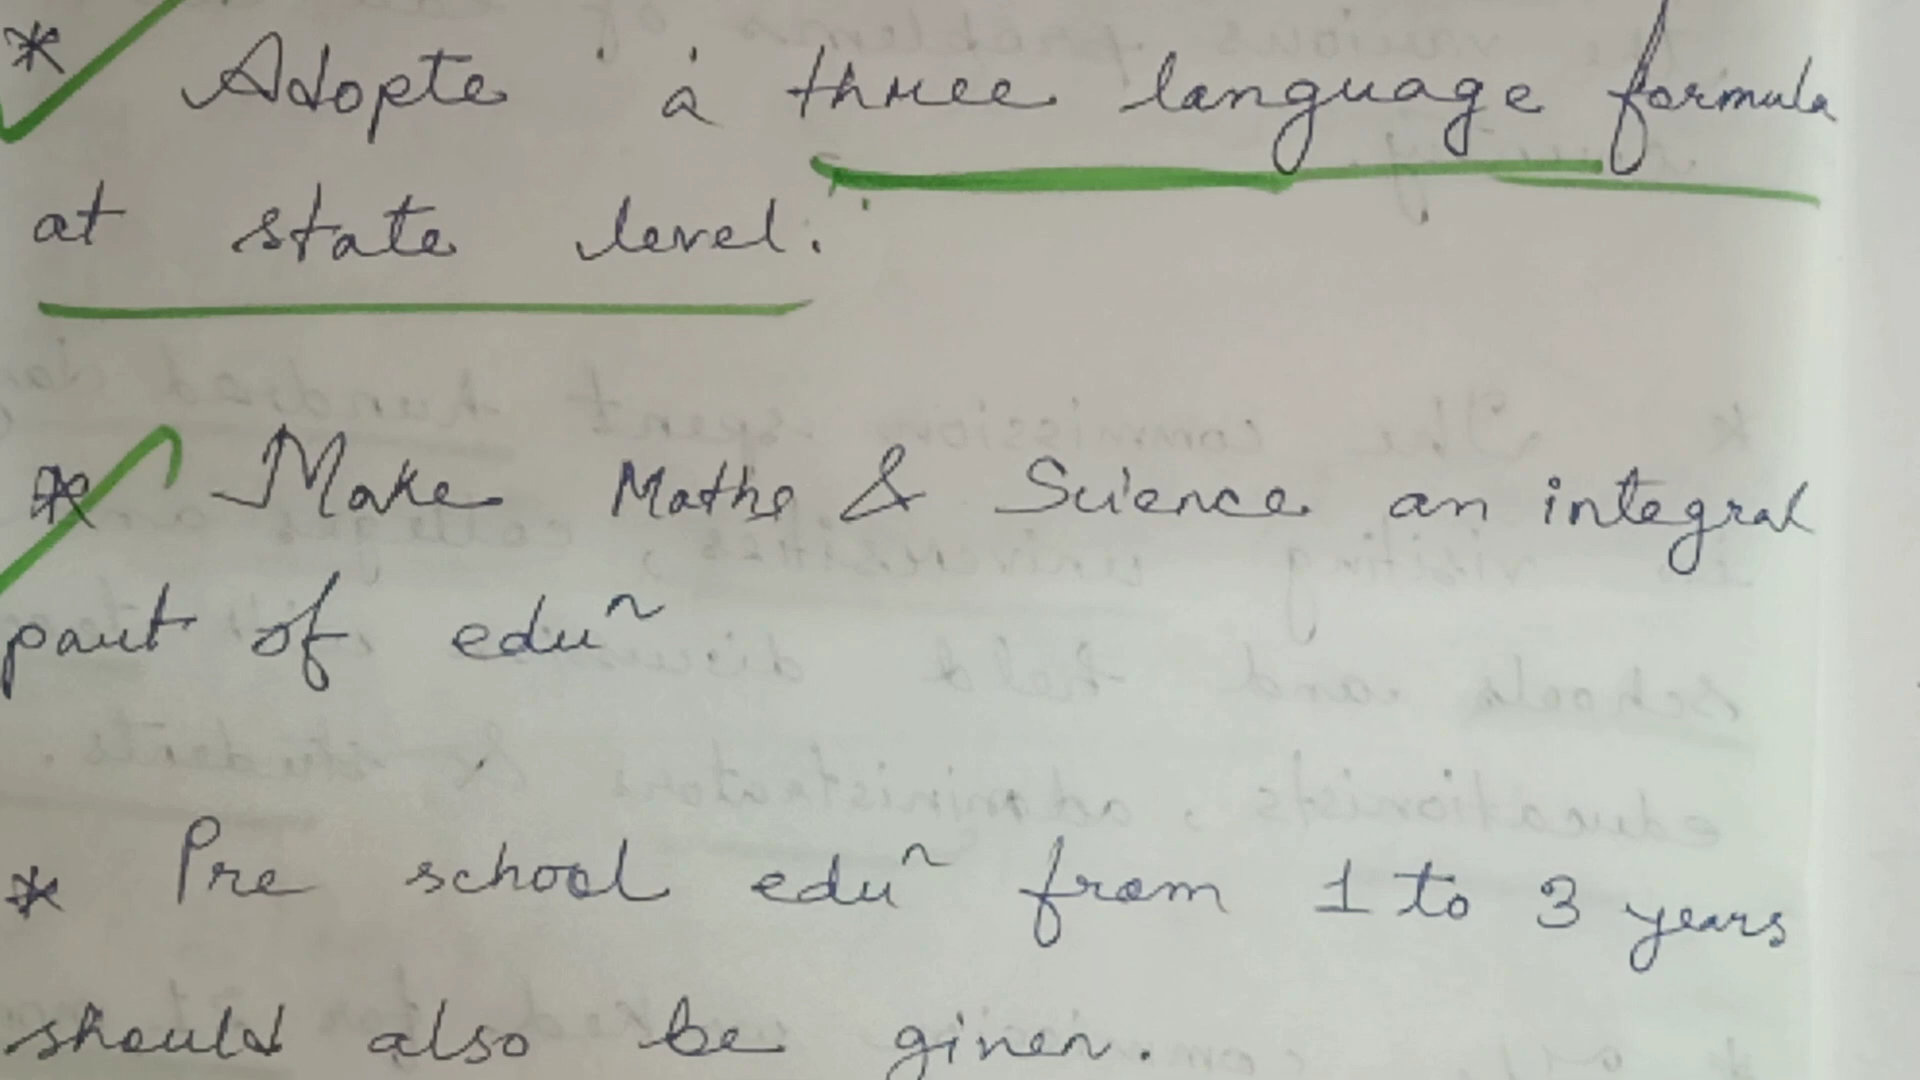 * Adopte a three language formula
at state level.
* Make Maths & Science an integral
part of eduⁿ
* Pre school eduⁿ from 1 to 3 years
should also be given.